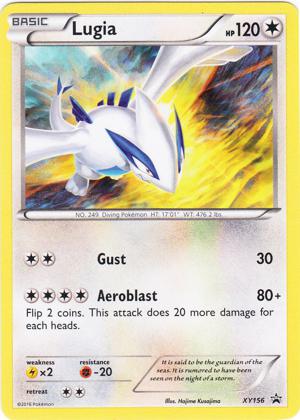 BASIC
Lugia
HP 120
NO. 249 Diving Pokémon HT: 17'01" WT: 476.2 lbs.
Gust 30
Aeroblast 80+
Flip 2 coins. This attack does 20 more damage for
each heads.
weakness
×2
resistance
-20
retreat
It is said to be the guardian of the
seas. It is rumored to have been
seen on the night of a storm.
Illus. Hajime Kusajima
©2016 Pokémon
XY156
PROMO